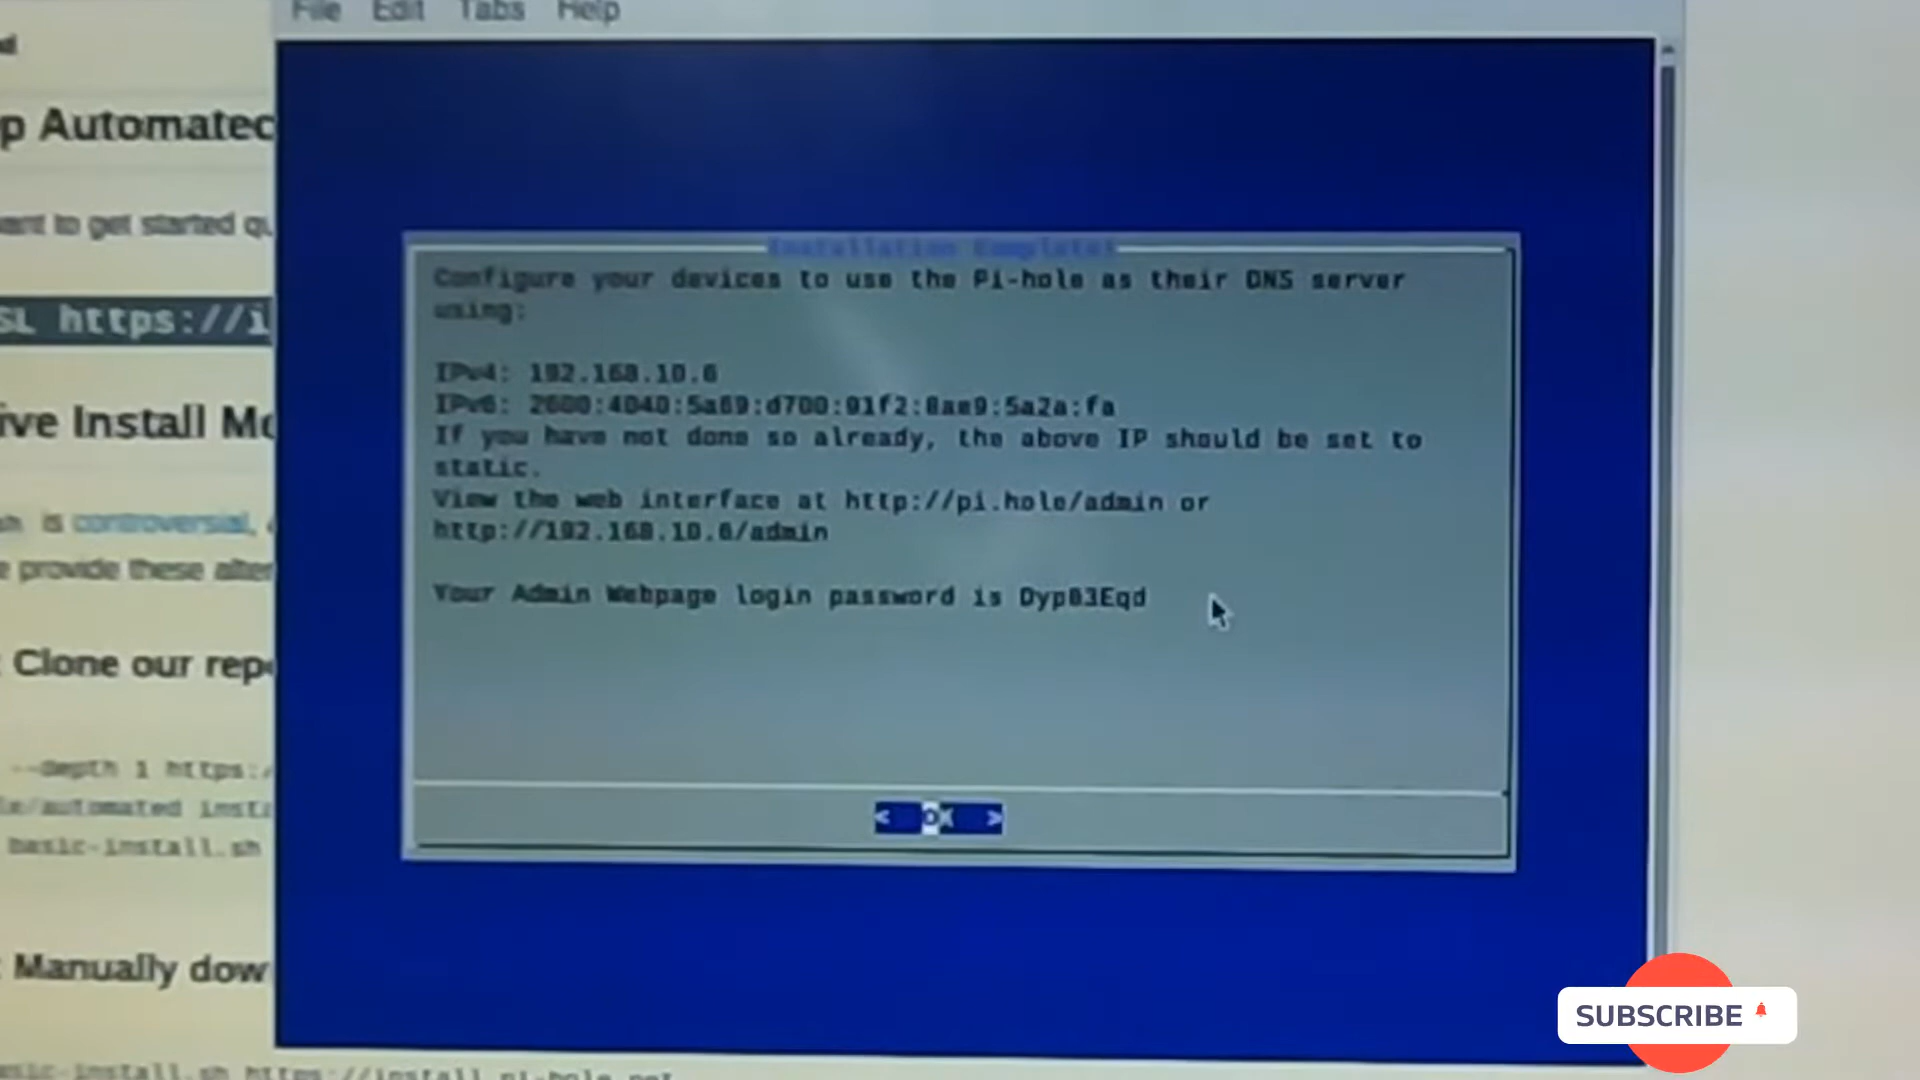 File Edit Tabs Help
p Automated
want to get started qu
SL https://i
ive Install Me
is controversial,
e provide these alter
Clone our repo
--depth 1 https:/
le/automated insta
basic-install.sh
Manually dow
basic-install.sh https://install.pi-hole.net
Installation Complete!
Configure your devices to use the Pi-hole as their DNS server
using:
IPv4: 192.168.10.6
IPv6: 2600:4040:5a69:d700:91f2:8ae9:5a2a:fa
If you have not done so already, the above IP should be set to
static.
View the web interface at http://pi.hole/admin or
http://192.168.10.6/admin
Your Admin Webpage login password is Dyp03Eqd
< OK >
SUBSCRIBE